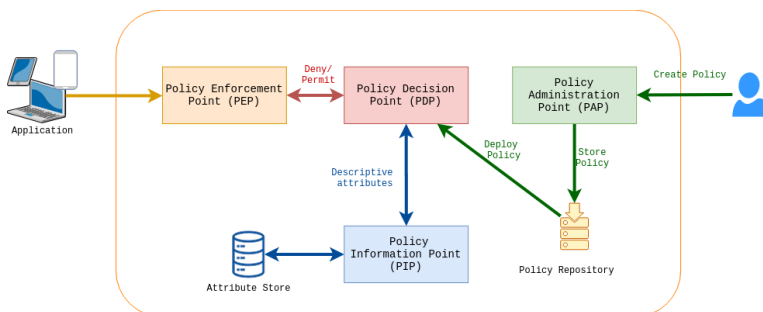 Deny/
Permit
Create Policy
Policy Enforcement
Point (PEP)
Policy Decision
Point (PDP)
Policy
Administration
Point (PAP)
Application
Deploy
Policy
Store
Policy
Descriptive
attributes
Policy
Information Point
(PIP)
Policy Repository
Attribute Store